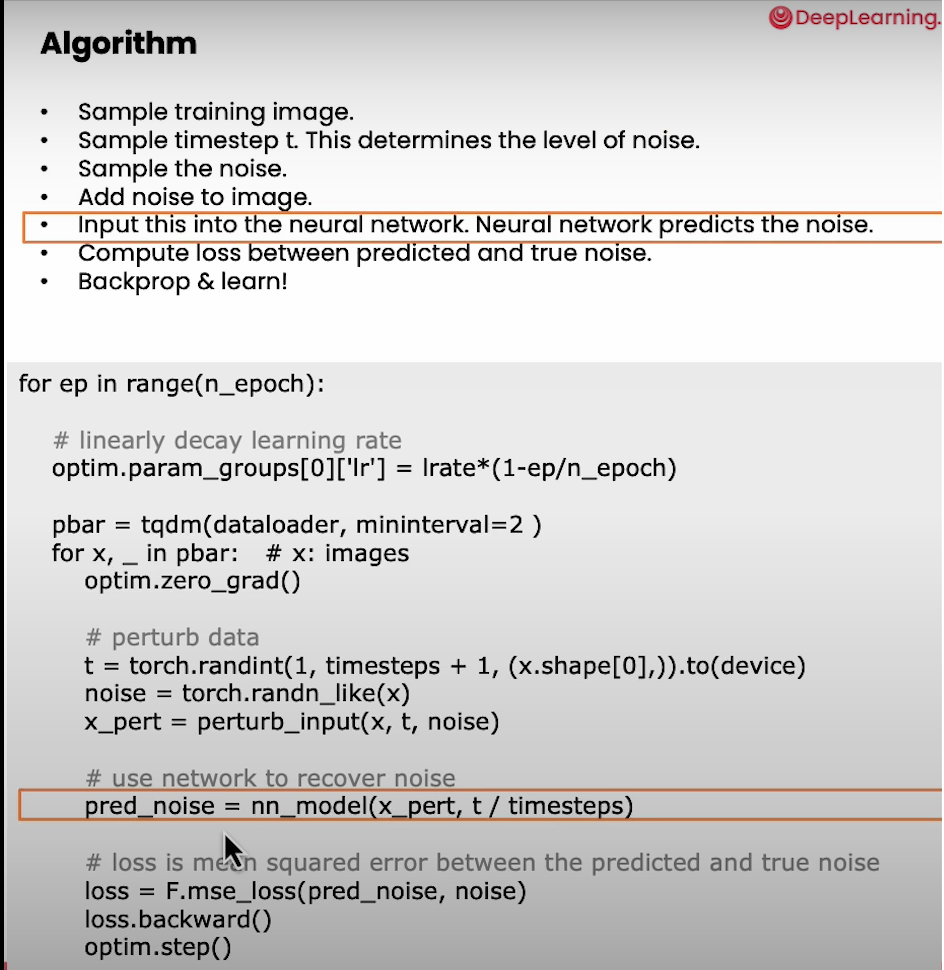 DeepLearning.
Algorithm
• Sample training image.
• Sample timestep t. This determines the level of noise.
• Sample the noise.
• Add noise to image.
• Input this into the neural network. Neural network predicts the noise.
• Compute loss between predicted and true noise.
• Backprop & learn!
for ep in range(n_epoch):
# linearly decay learning rate
optim.param_groups[0]['lr'] = lrate*(1-ep/n_epoch)
pbar = tqdm(dataloader, mininterval=2 )
for x, _ in pbar: # x: images
optim.zero_grad()
# perturb data
t = torch.randint(1, timesteps + 1, (x.shape[0],)).to(device)
noise = torch.randn_like(x)
x_pert = perturb_input(x, t, noise)
# use network to recover noise
pred_noise = nn_model(x_pert, t / timesteps)
# loss is mean squared error between the predicted and true noise
loss = F.mse_loss(pred_noise, noise)
loss.backward()
optim.step()